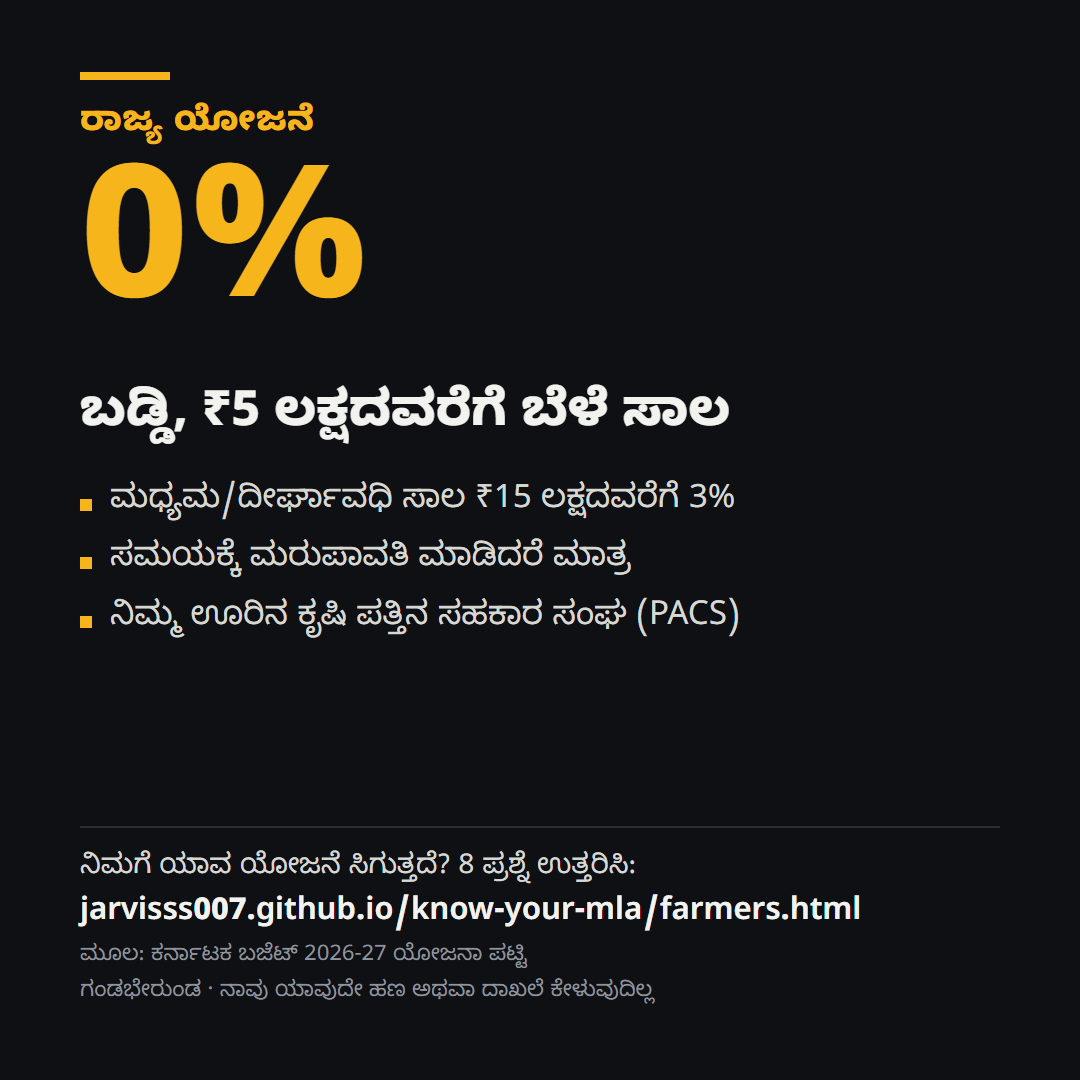 ರಾಜ್ಯ ಯೋಜನೆ
0%
ಬಡ್ಡಿ, ₹5 ಲಕ್ಷದವರೆಗೆ ಬೆಳೆ ಸಾಲ
ಮಧ್ಯಮ/ದೀರ್ಘಾವಧಿ ಸಾಲ ₹15 ಲಕ್ಷದವರೆಗೆ 3%
ಸಮಯಕ್ಕೆ ಮರುಪಾವತಿ ಮಾಡಿದರೆ ಮಾತ್ರ
ನಿಮ್ಮ ಊರಿನ ಕೃಷಿ ಪತ್ತಿನ ಸಹಕಾರ ಸಂಘ (PACS)
ನಿಮಗೆ ಯಾವ ಯೋಜನೆ ಸಿಗುತ್ತದೆ? 8 ಪ್ರಶ್ನೆ ಉತ್ತರಿಸಿ:
jarvisss007.github.io/know-your-mla/farmers.html
ಮೂಲ: ಕರ್ನಾಟಕ ಬಜೆಟ್ 2026-27 ಯೋಜನಾ ಪಟ್ಟಿ
ಗಂಡಭೇರುಂಡ · ನಾವು ಯಾವುದೇ ಹಣ ಅಥವಾ ದಾಖಲೆ ಕೇಳುವುದಿಲ್ಲ